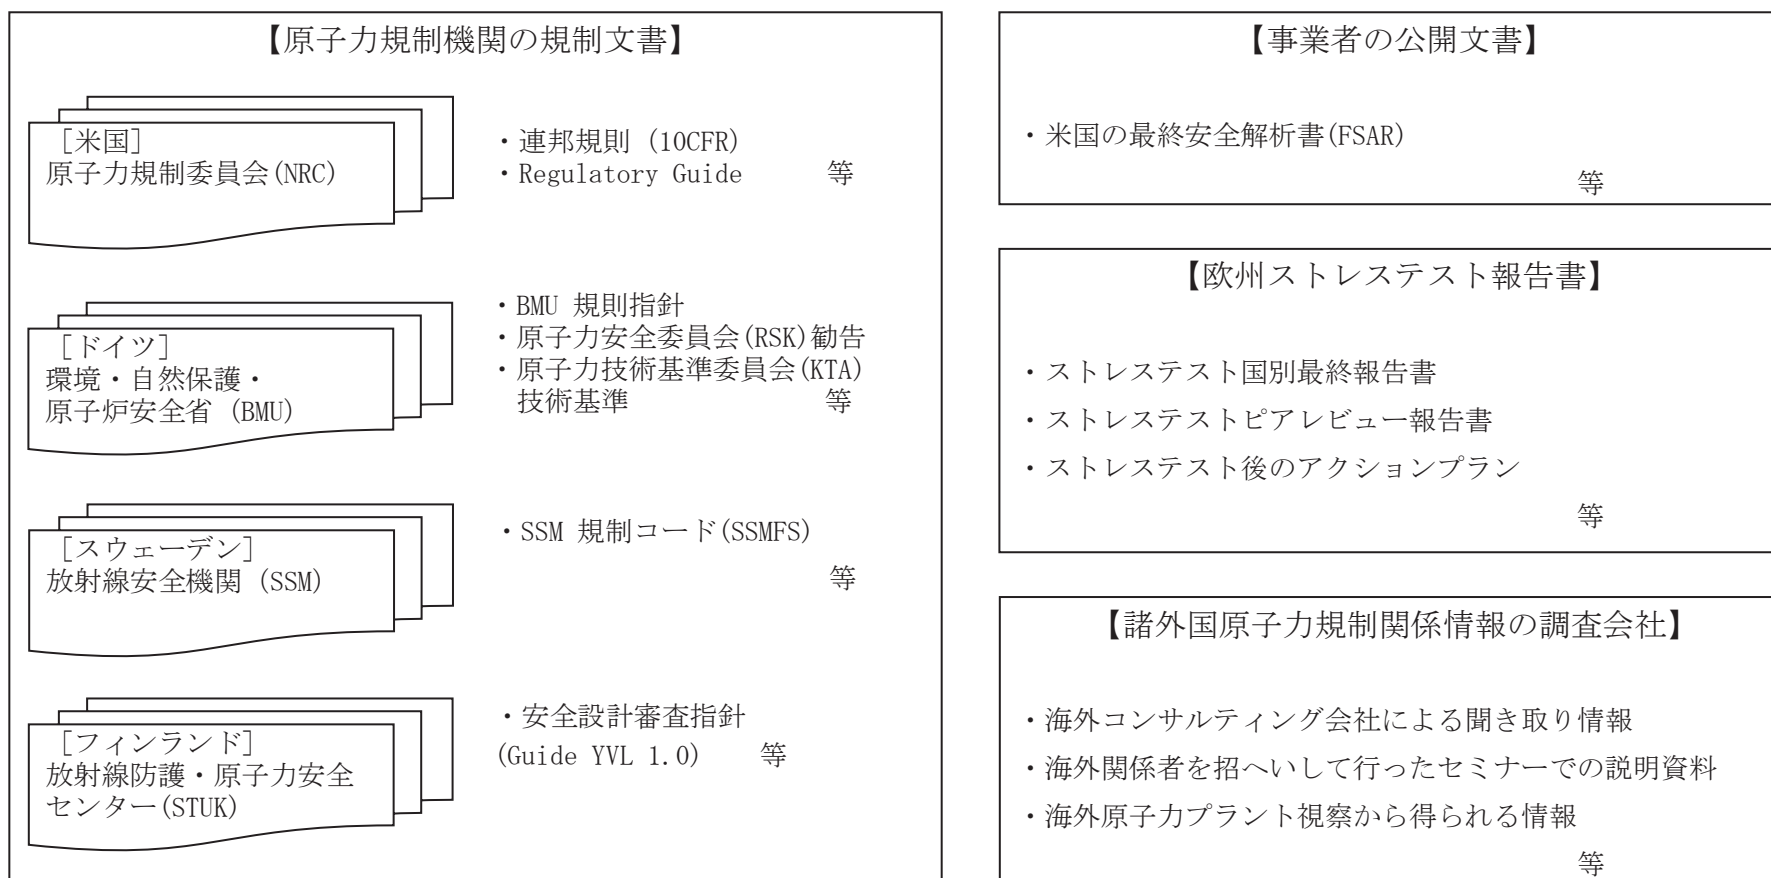 【原子力規制機関の規制文書】
［米国］
原子力規制委員会(NRC)
・連邦規則 (10CFR)
・Regulatory Guide 等
［ドイツ］
環境・自然保護・
原子炉安全省 (BMU)
・BMU 規則指針
・原子力安全委員会(RSK)勧告
・原子力技術基準委員会(KTA)
技術基準 等
［スウェーデン］
放射線安全機関 (SSM)
・SSM 規制コード(SSMFS)
等
［フィンランド］
放射線防護・原子力安全
センター(STUK)
・安全設計審査指針
(Guide YVL 1.0) 等
【事業者の公開文書】
・米国の最終安全解析書(FSAR)
等
【欧州ストレステスト報告書】
・ストレステスト国別最終報告書
・ストレステストピアレビュー報告書
・ストレステスト後のアクションプラン
等
【諸外国原子力規制関係情報の調査会社】
・海外コンサルティング会社による聞き取り情報
・海外関係者を招へいして行ったセミナーでの説明資料
・海外原子力プラント視察から得られる情報
等